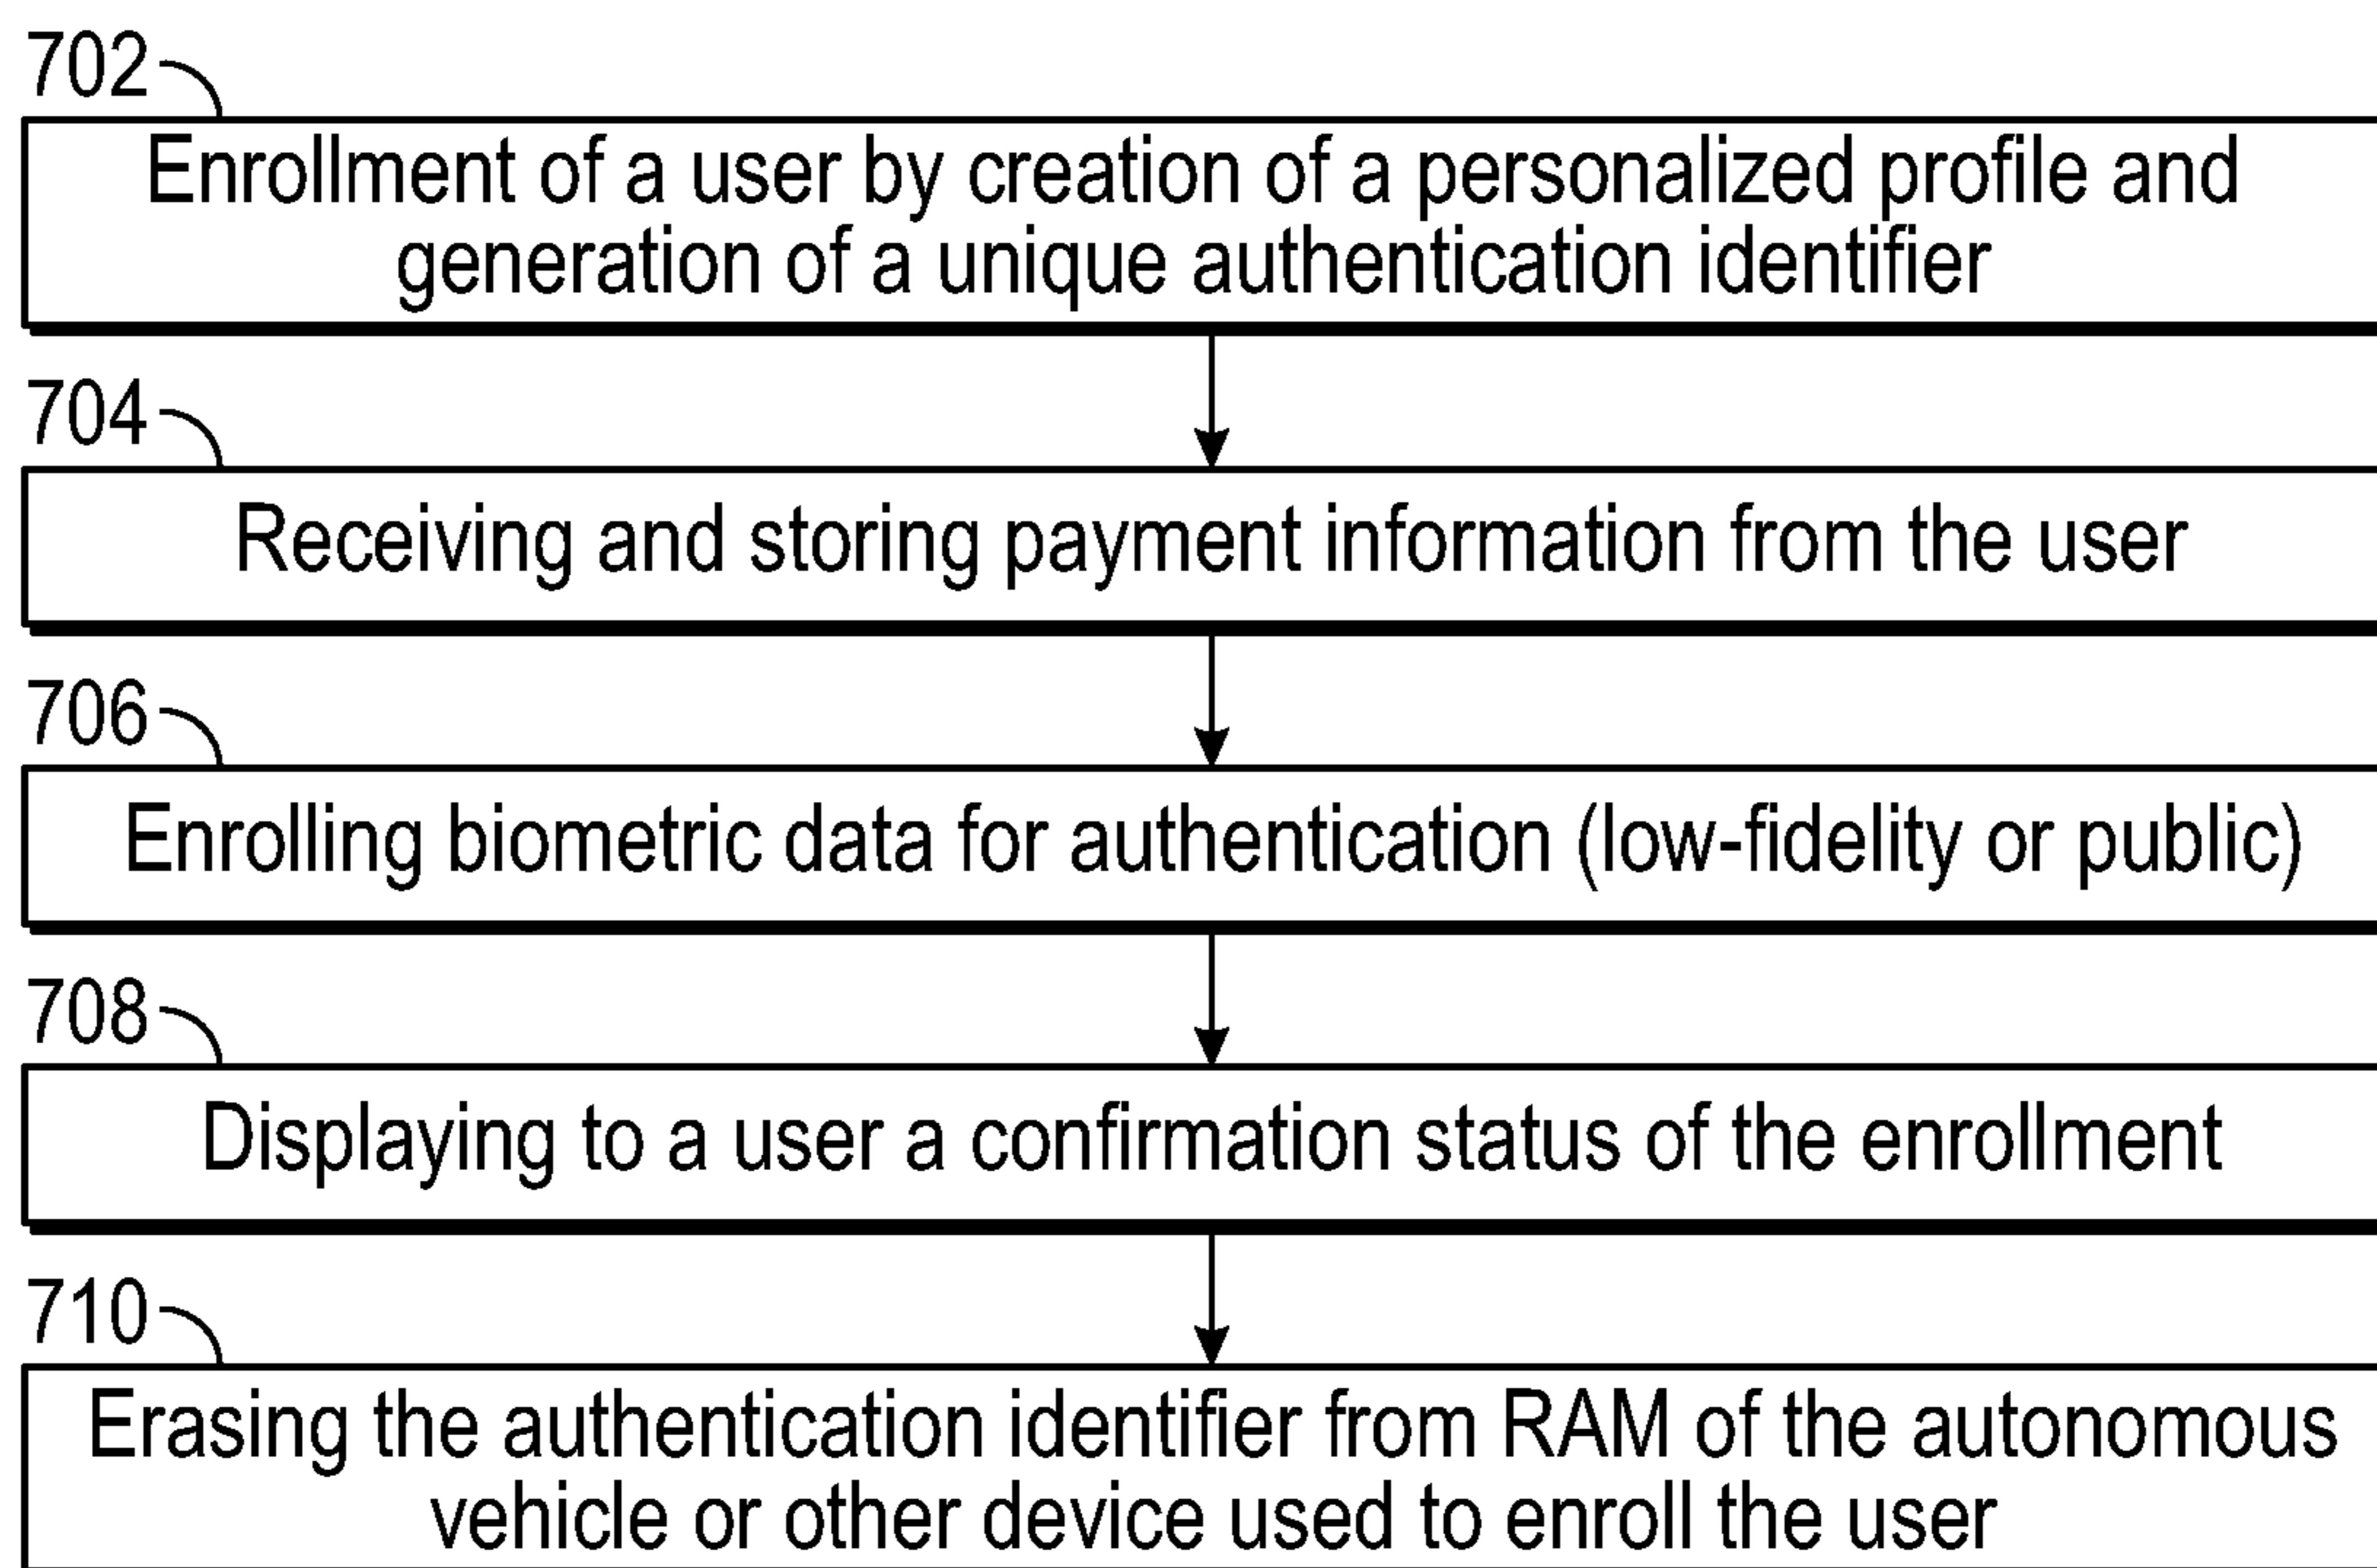 702
Enrollment of a user by creation of a personalized profile and
generation of a unique authentication identifier
704
Receiving and storing payment information from the user
706
Enrolling biometric data for authentication (low-fidelity or public)
708
Displaying to a user a confirmation status of the enrollment
710
Erasing the authentication identifier from RAM of the autonomous
vehicle or other device used to enroll the user